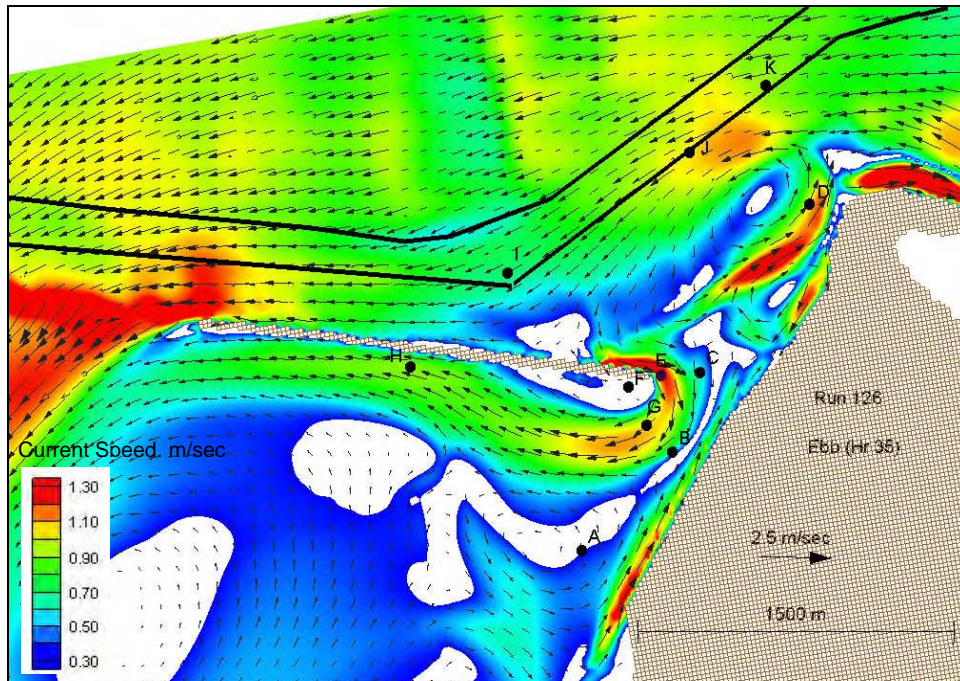 K
J
D
I
H
E
C
F
G
B
A
Run 126
Ebb (Hr 35)
2.5 m/sec
1500 m
Current Speed. m/sec
1.30
1.10
0.90
0.70
0.50
0.30